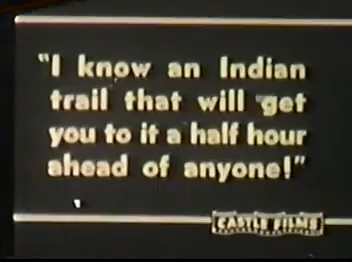 "I know an Indian
trail that will get
you to it a half hour
ahead of anyone!"
CASTLE FILMS